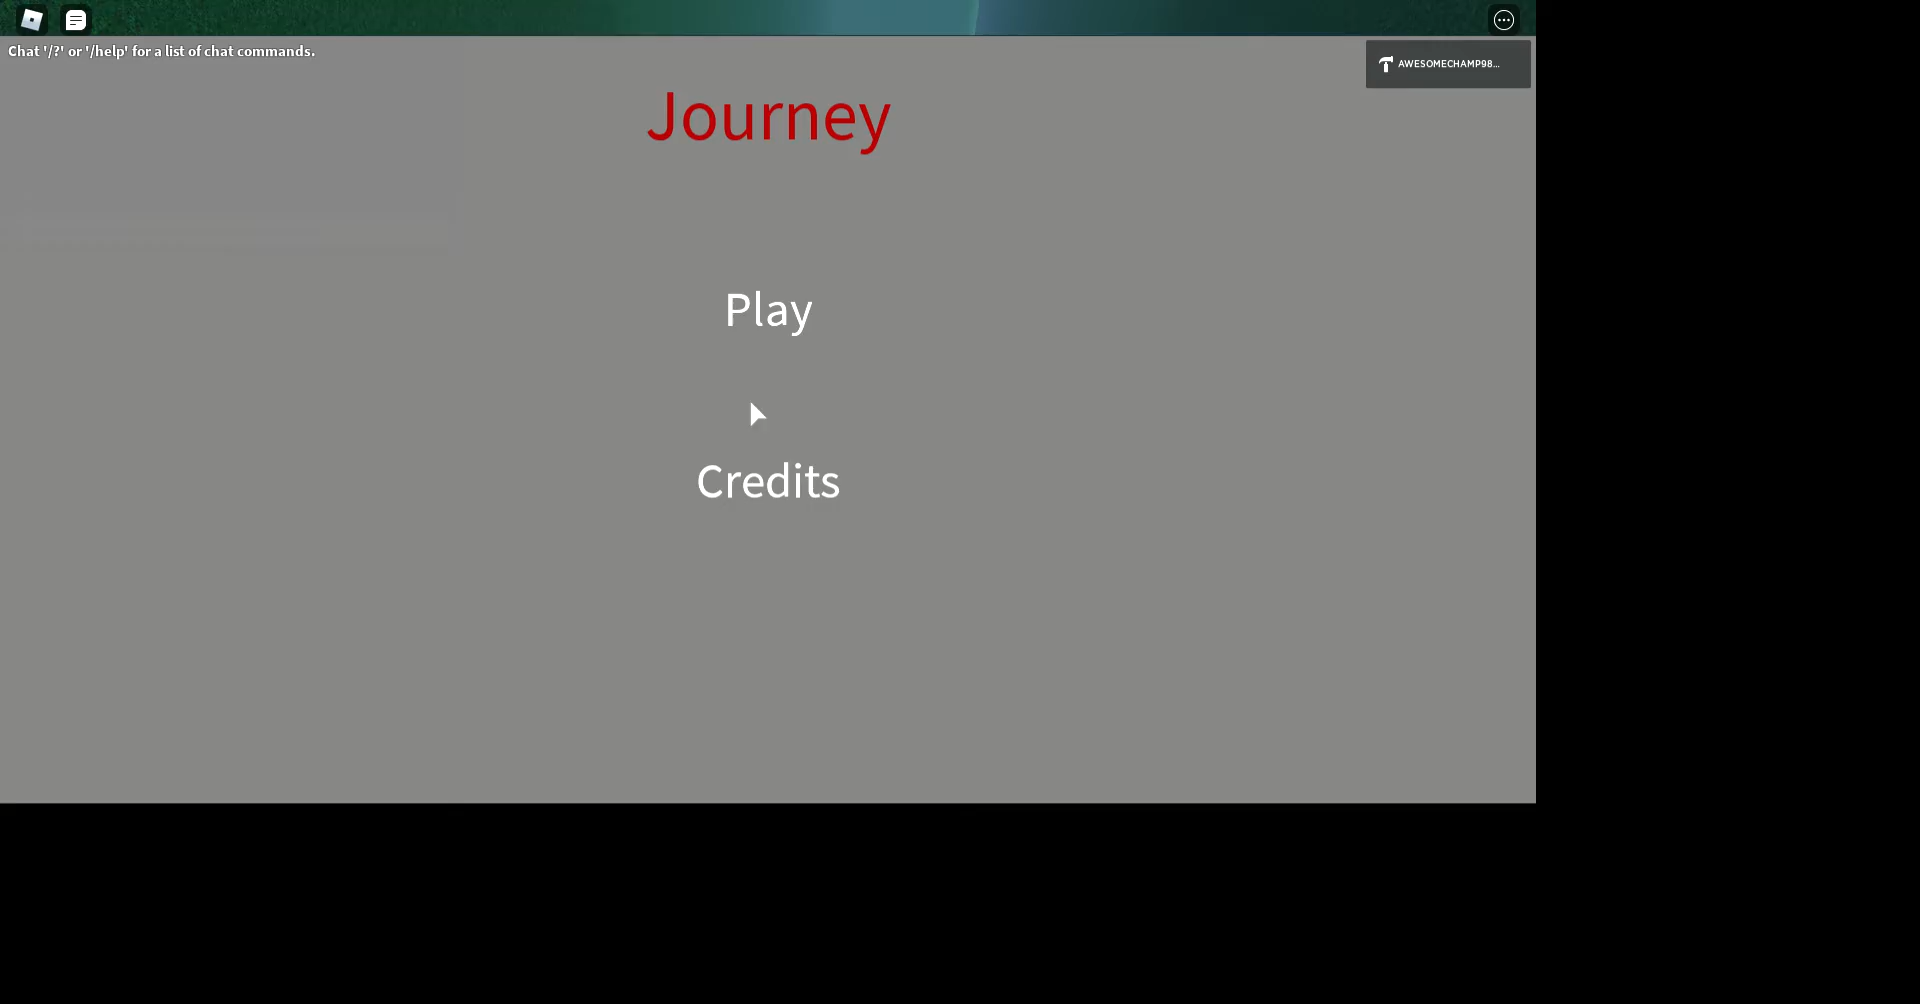 Chat '/?' or '/help' for a list of chat commands.
AWESOMECHAMP98...
Journey
Play
Credits